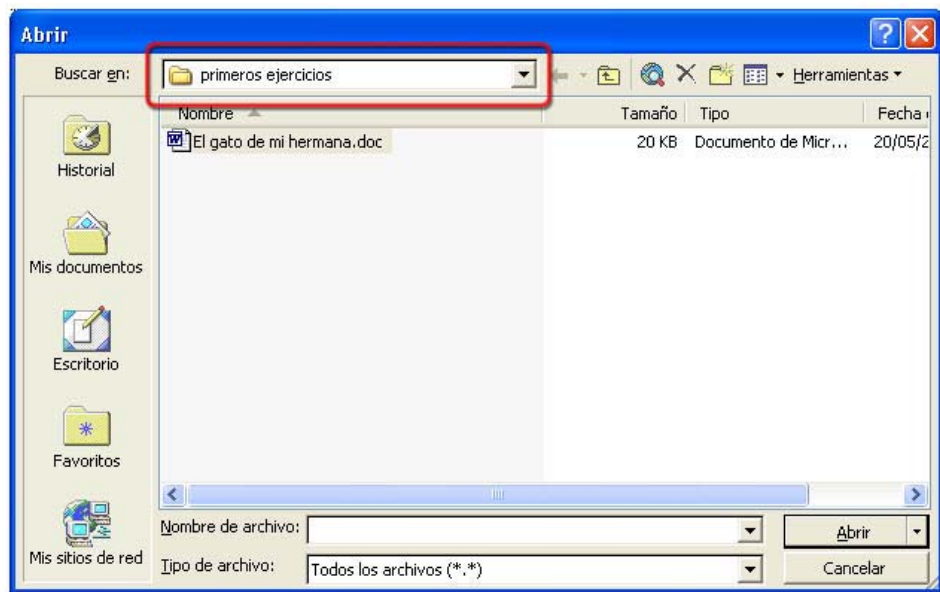 Abrir
Buscar en:
primeros ejercicios
Herramientas
Nombre
Tamaño
Tipo
Fecha
El gato de mi hermana.doc
20 KB
Documento de Micr...
20/05/2
Historial
Mis documentos
Escritorio
Favoritos
Mis sitios de red
Nombre de archivo:
Abrir
Tipo de archivo:
Todos los archivos (*.*)
Cancelar